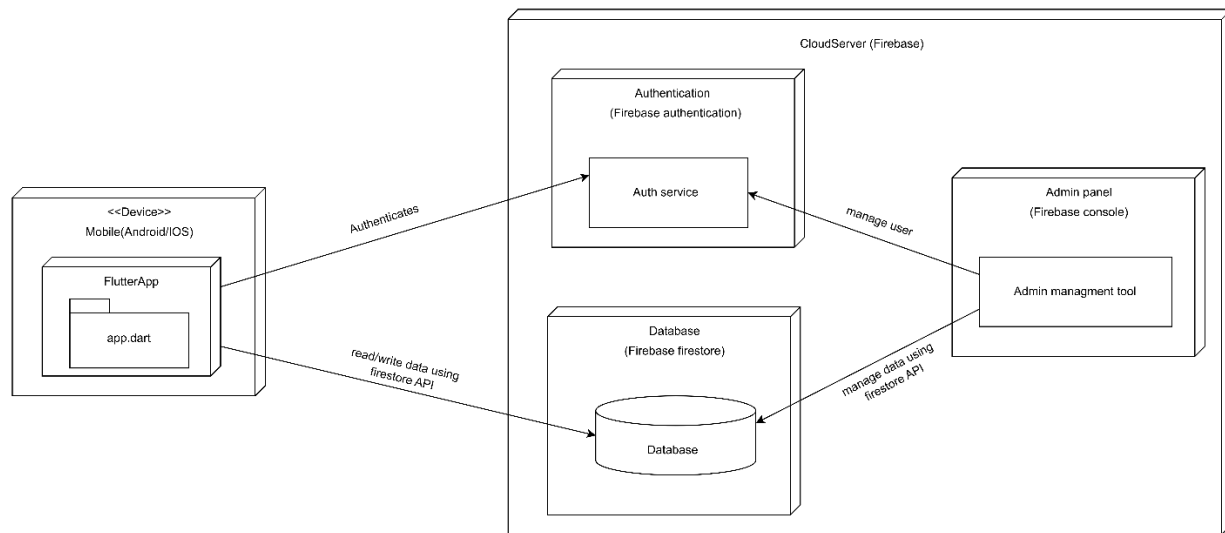 CloudServer (Firebase)
Authentication
(Firebase authentication)
Auth service
<<Device>>
Mobile(Android/IOS)
FlutterApp
app.dart
Authenticates
read/write data using
firestore API
Database
(Firebase firestore)
Database
manage user
manage data using
firestore API
Admin panel
(Firebase console)
Admin managment tool